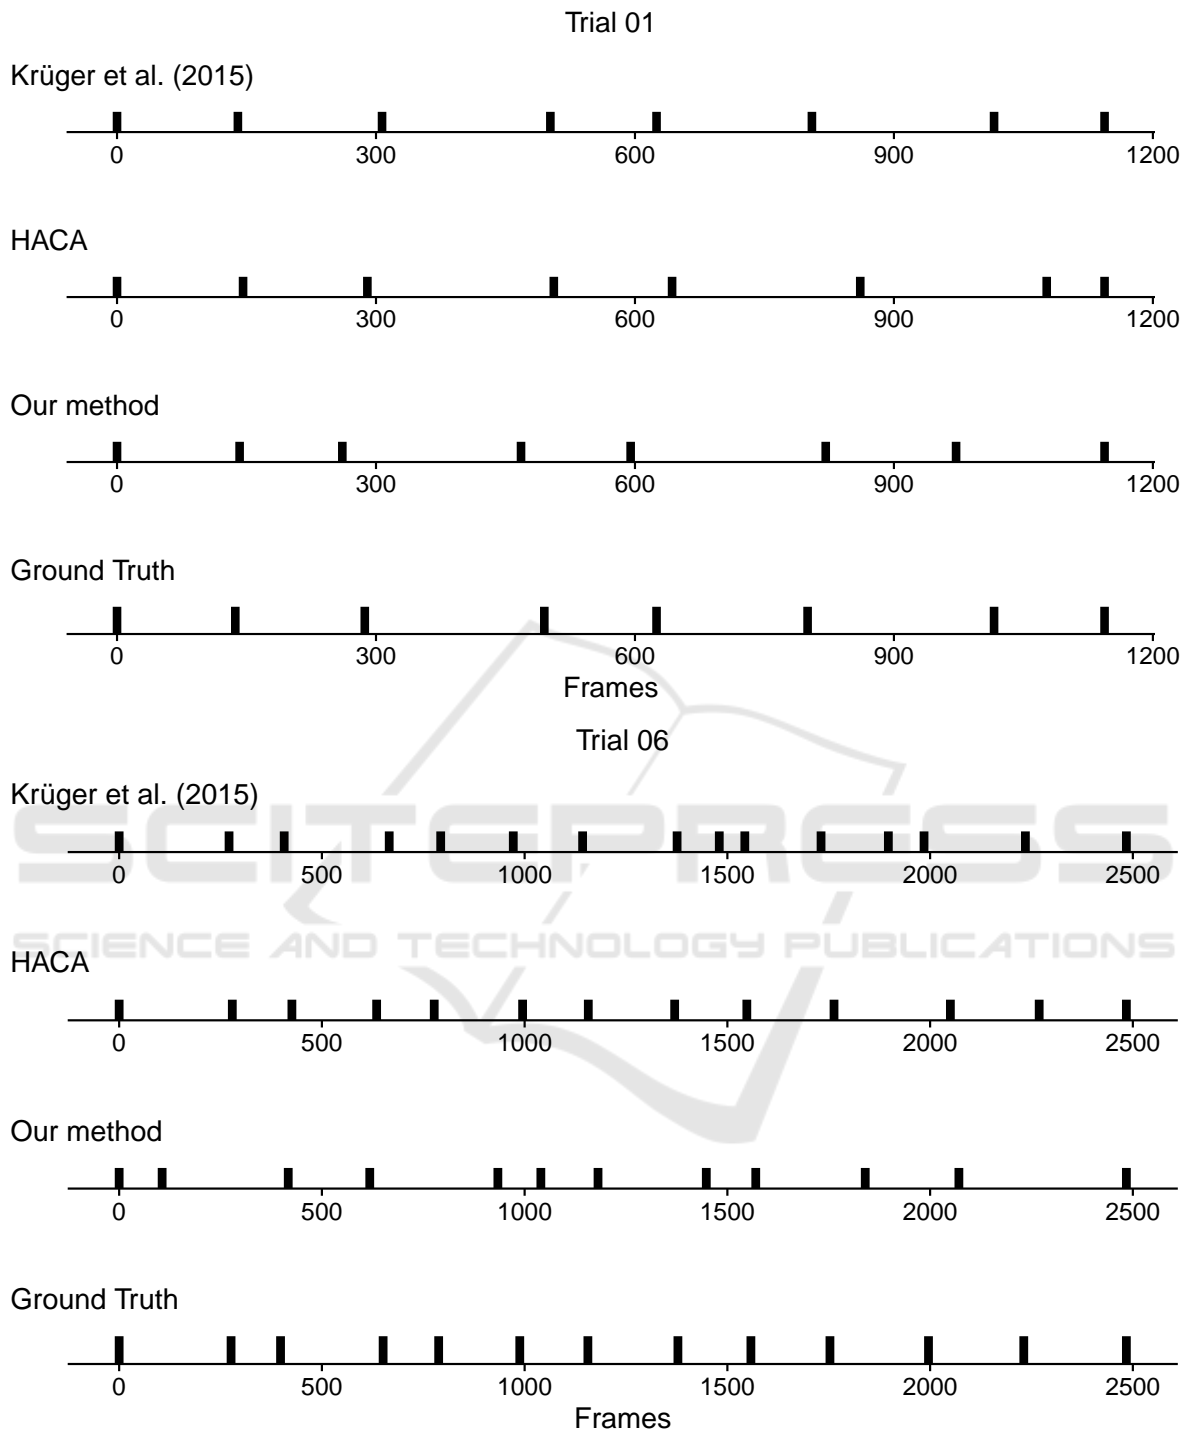 Trial 01
Krüger et al. (2015)
0 300 600 900 1200
HACA
0 300 600 900 1200
Our method
0 300 600 900 1200
Ground Truth
0 300 600 900 1200
Frames
Trial 06
Krüger et al. (2015)
SCITEPRESS
0 500 1000 1500 2000 2500
SCIENCE AND TECHNOLOGY PUBLICATIONS
HACA
0 500 1000 1500 2000 2500
Our method
0 500 1000 1500 2000 2500
Ground Truth
0 500 1000 1500 2000 2500
Frames